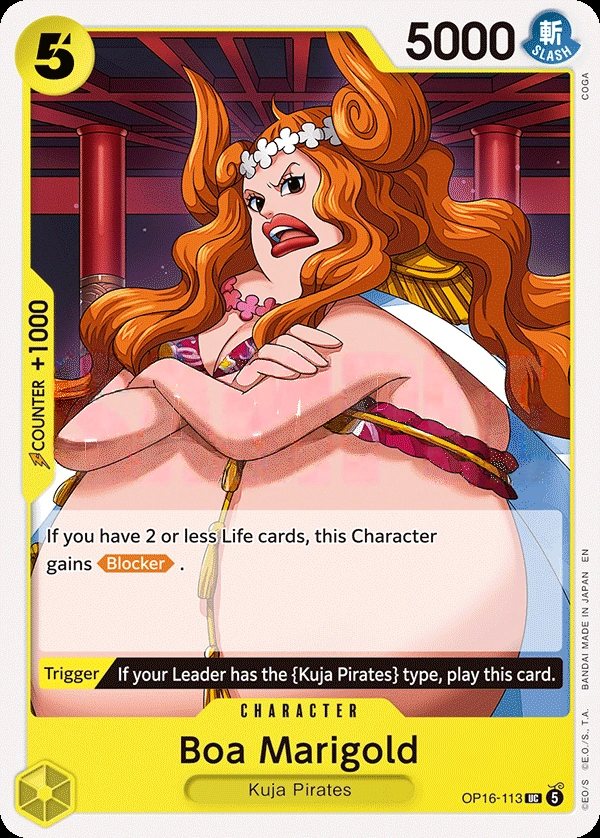 5
5000
斬
SLASH
COGA
COUNTER +1000
If you have 2 or less Life cards, this Character
gains Blocker .
Trigger If your Leader has the {Kuja Pirates} type, play this card.
CHARACTER
Boa Marigold
Kuja Pirates
OP16-113 UC 5
©E.O/S ©E.O./S., T.A. BANDAI MADE IN JAPAN EN